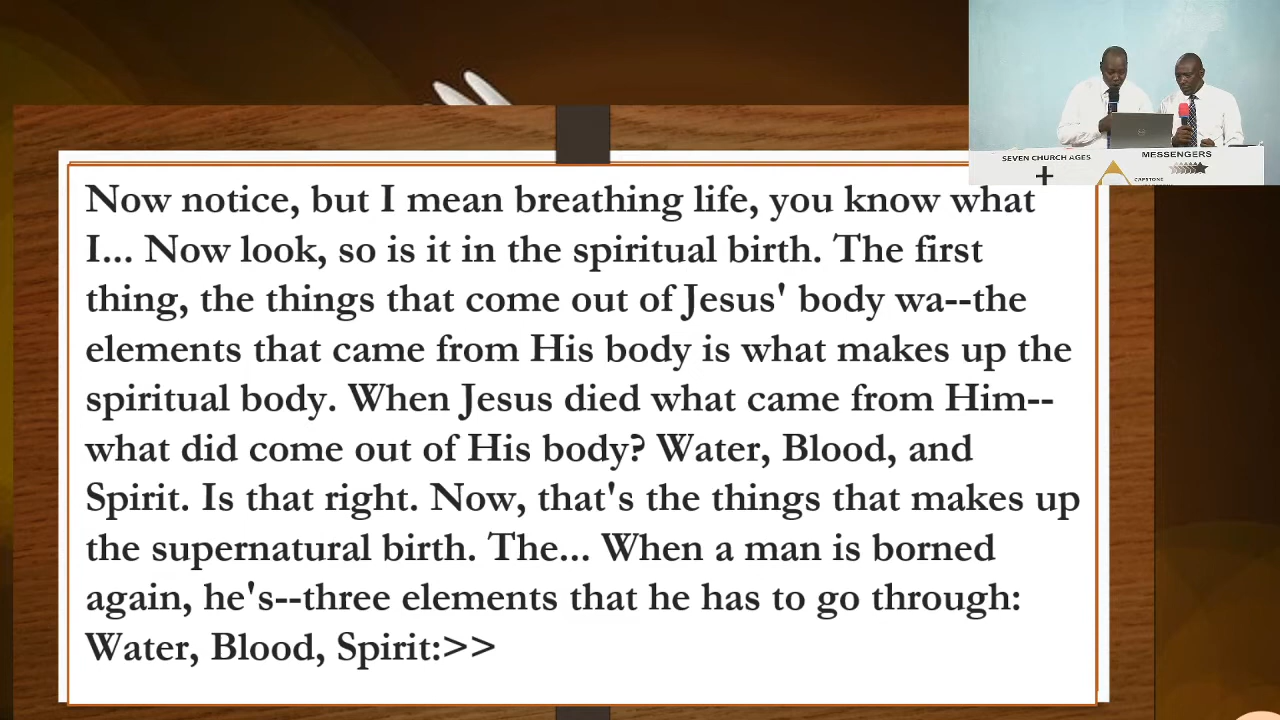 Now notice, but I mean breathing life, you know what
I... Now look, so is it in the spiritual birth. The first
thing, the things that come out of Jesus' body wa--the
elements that came from His body is what makes up the
spiritual body. When Jesus died what came from Him--
what did come out of His body? Water, Blood, and
Spirit. Is that right. Now, that's the things that makes up
the supernatural birth. The... When a man is borned
again, he's--three elements that he has to go through:
Water, Blood, Spirit:>>
SEVEN CHURCH AGES
MESSENGERS
CAPSTONE